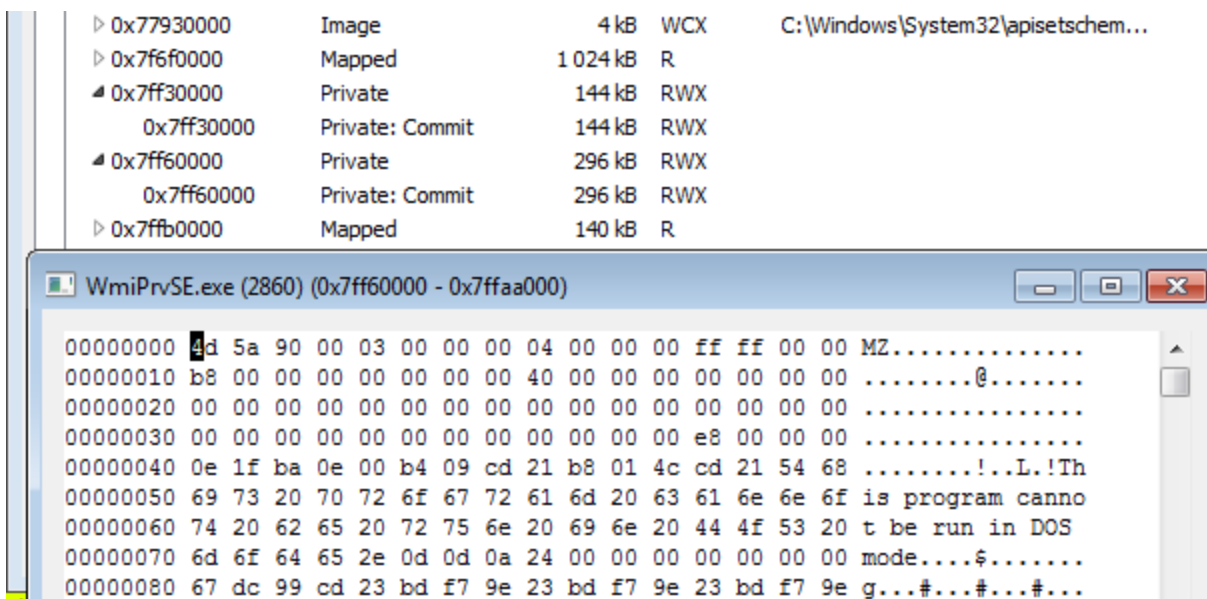 0x77930000 Image 4 kB WCX C:\Windows\System32\apisetschem...
0x7f6f0000 Mapped 1 024 kB R
0x7ff30000 Private 144 kB RWX
0x7ff30000 Private: Commit 144 kB RWX
0x7ff60000 Private 296 kB RWX
0x7ff60000 Private: Commit 296 kB RWX
0x7ffb0000 Mapped 140 kB R
WmiPrvSE.exe (2860) (0x7ff60000 - 0x7ffaa000)
00000000 4d 5a 90 00 03 00 00 00 04 00 00 00 ff ff 00 00 MZ..............
00000010 b8 00 00 00 00 00 00 00 40 00 00 00 00 00 00 00 ........@.......
00000020 00 00 00 00 00 00 00 00 00 00 00 00 00 00 00 00 ................
00000030 00 00 00 00 00 00 00 00 00 00 00 00 e8 00 00 00 ................
00000040 0e 1f ba 0e 00 b4 09 cd 21 b8 01 4c cd 21 54 68 ........!..L.!Th
00000050 69 73 20 70 72 6f 67 72 61 6d 20 63 61 6e 6e 6f is program canno
00000060 74 20 62 65 20 72 75 6e 20 69 6e 20 44 4f 53 20 t be run in DOS
00000070 6d 6f 64 65 2e 0d 0d 0a 24 00 00 00 00 00 00 00 mode....$.......
00000080 67 dc 99 cd 23 bd f7 9e 23 bd f7 9e 23 bd f7 9e g...#...#...#...